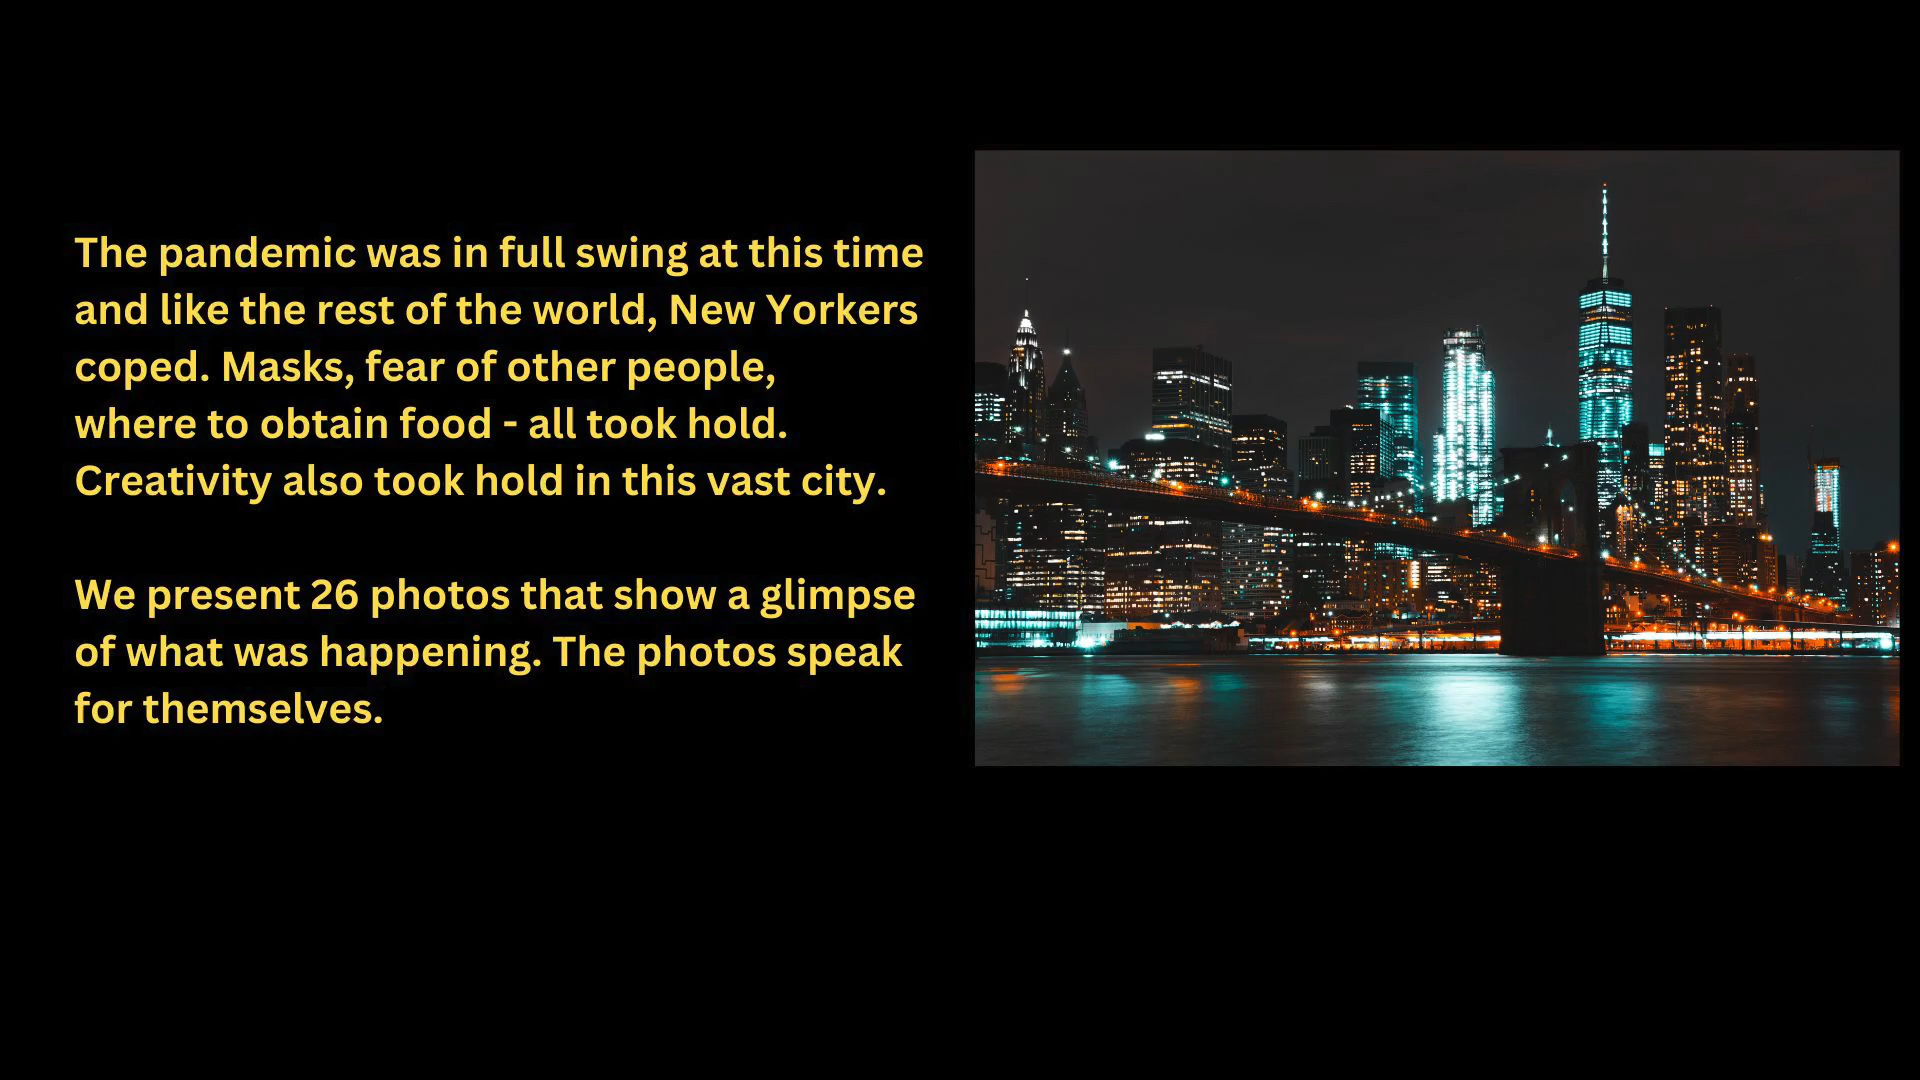 The pandemic was in full swing at this time
and like the rest of the world, New Yorkers
coped. Masks, fear of other people,
where to obtain food - all took hold.
Creativity also took hold in this vast city.
We present 26 photos that show a glimpse
of what was happening. The photos speak
for themselves.